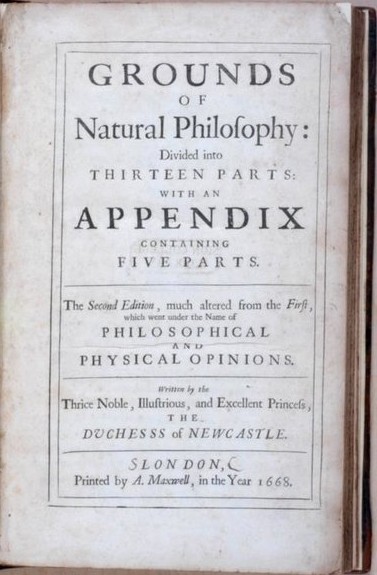 GROUNDS
OF
Natural Philoſophy:
Divided into
THIRTEEN PARTS:
WITH AN
APPENDIX
CONTAINING
FIVE PARTS.
The Second Edition, much altered from the Firſt,
which went under the Name of
PHILOSOPHICAL
AND
PHYSICAL OPINIONS.
Written by the
Thrice Noble, Illuſtrious, and Excellent Princeſs,
THE
DVCHESSS of NEWCASTLE.
SLONDON,
Printed by A. Maxwell, in the Year 1668.